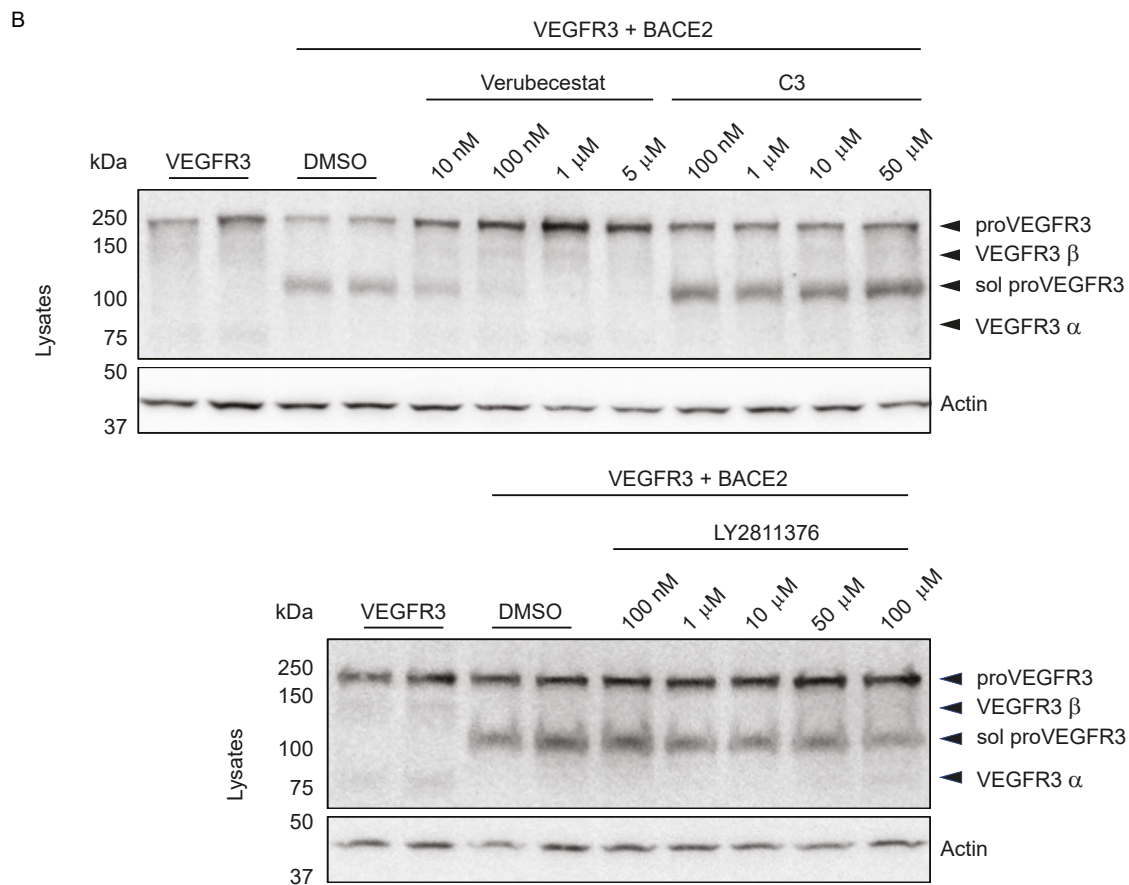 B
VEGFR3 + BACE2
Verubecestat C3
kDa VEGFR3 DMSO 10 nM 100 nM 1 µM 5 µM 100 nM 1 µM 10 µM 50 µM
250 proVEGFR3
150 VEGFR3 β
sol proVEGFR3
100
VEGFR3 α
75
Lysates
50
Actin
37
VEGFR3 + BACE2
LY2811376
kDa VEGFR3 DMSO 100 nM 1 µM 10 µM 50 µM 100 µM
250 proVEGFR3
150 VEGFR3 β
100 sol proVEGFR3
75 VEGFR3 α
Lysates
50
Actin
37